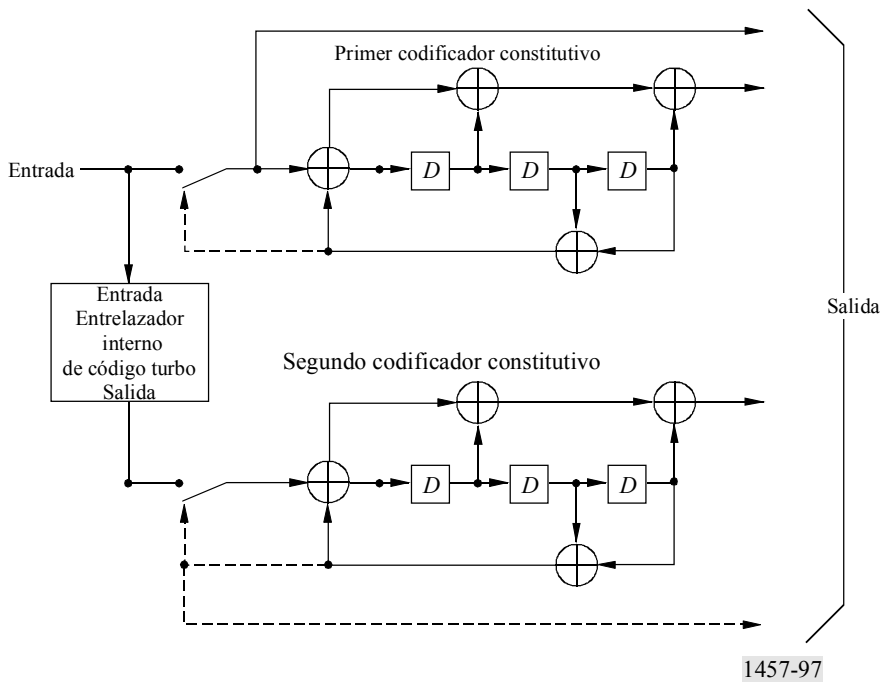 Primer codificador constitutivo
Entrada
D
D
D
Entrada
Entrelazador
interno
de código turbo
Salida
Salida
Segundo codificador constitutivo
D
D
D
1457-97